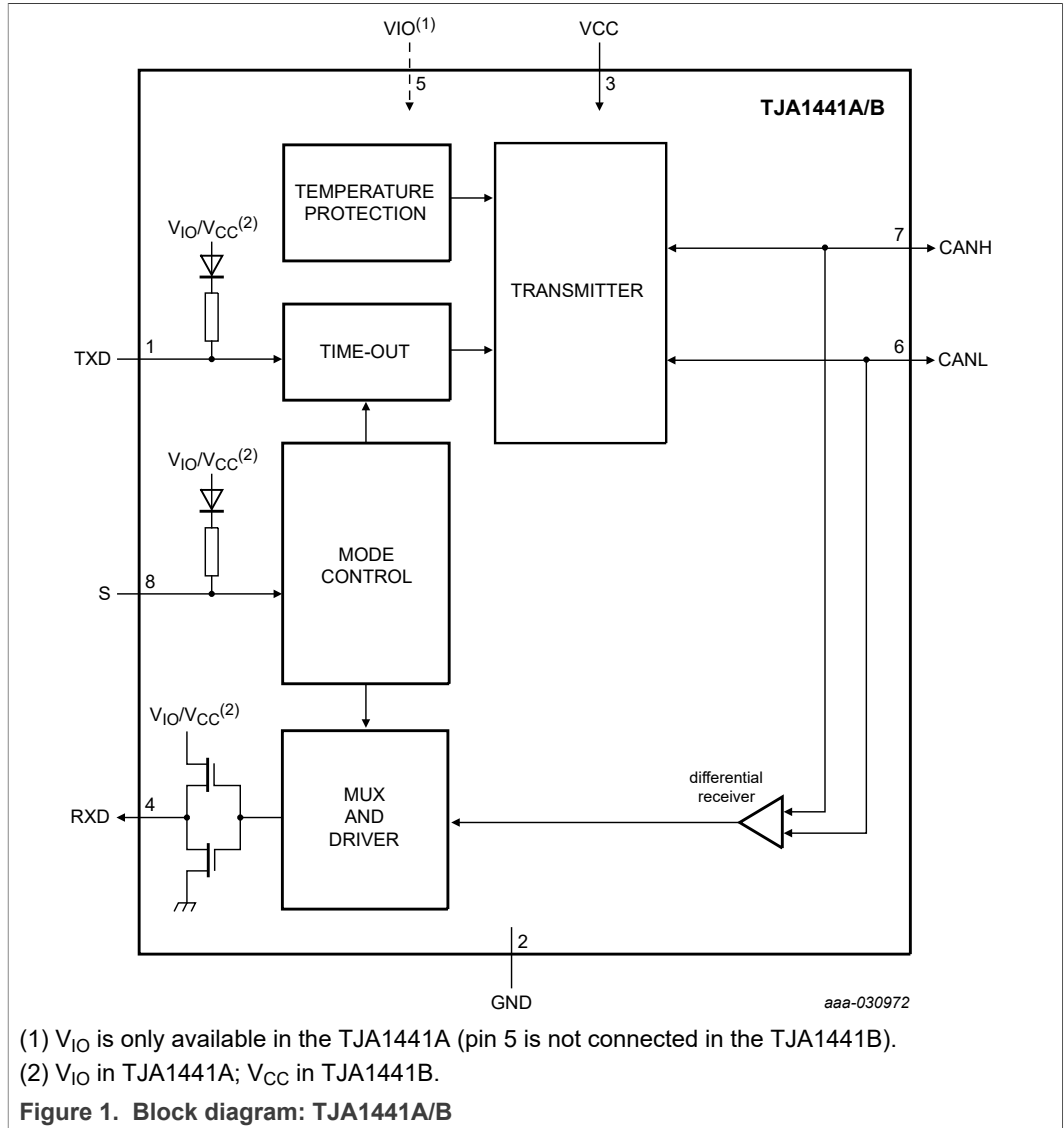 VIO(1)
VCC
5
3
TJA1441A/B
TEMPERATURE
PROTECTION
VIO/VCC(2)
7
CANH
TRANSMITTER
1
TXD
TIME-OUT
6
CANL
VIO/VCC(2)
MODE
CONTROL
8
S
VIO/VCC(2)
differential
receiver
4
RXD
MUX
AND
DRIVER
2
GND
aaa-030972
(1) VIO is only available in the TJA1441A (pin 5 is not connected in the TJA1441B).
(2) VIO in TJA1441A; VCC in TJA1441B.
Figure 1. Block diagram: TJA1441A/B